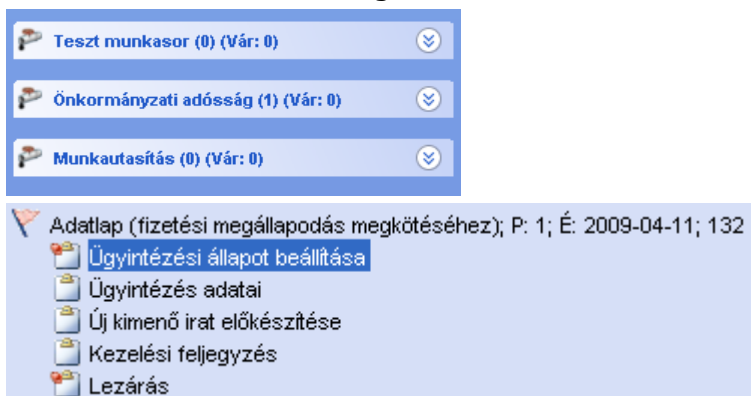 Teszt munkasor (0) (Vár: 0)
Önkormányzati adósság (1) (Vár: 0)
Munkautasítás (0) (Vár: 0)
Adatlap (fizetési megállapodás megkötéséhez); P: 1; É: 2009-04-11; 132
Ügyintézési állapot beállítása
Ügyintézés adatai
Új kimenő irat előkészítése
Kezelési feljegyzés
Lezárás